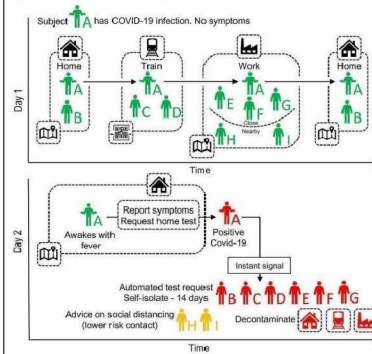 Subject A has COVID-19 infection. No symptoms
Day 1
Home
Train
Work
Home
A
A
A
A
B
C D
E
F
G
B
Close
Nearby
H
I
Time
Day 2
Awakes with
fever
A
Report symptoms
Request home test
A
Positive
Covid-19
Instant signal
Automated test request
Self-isolate - 14 days
B C D E F G
Advice on social distancing
(lower risk contact)
H I
Decontaminate
Time